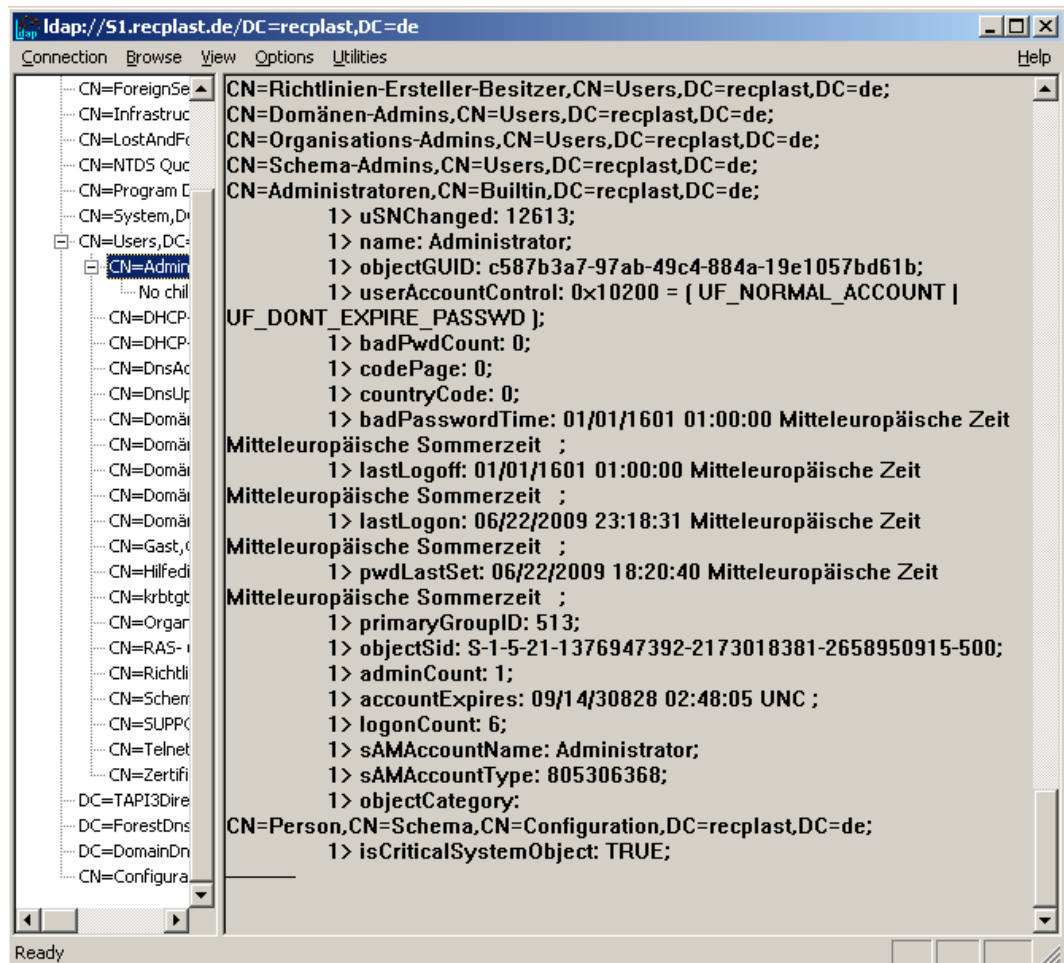 ldap://S1.recplast.de/DC=recplast,DC=de
Connection Browse View Options Utilities Help
CN=ForeignSe
CN=Infrastruc
CN=LostAndFo
CN=NTDS Quo
CN=Program D
CN=System,D
CN=Users,DC=
CN=Admin
No chil
CN=DHCP-
CN=DHCP-
CN=DnsAd
CN=DnsUp
CN=Domän
CN=Domän
CN=Domän
CN=Domän
CN=Domän
CN=Gast,C
CN=Hilfedi
CN=krbtgt
CN=Organ
CN=RAS-
CN=Richtli
CN=Schem
CN=SUPPO
CN=Telnet
CN=Zertifi
DC=TAPI3Dire
DC=ForestDns
DC=DomainDn
CN=Configura
CN=Richtlinien-Ersteller-Besitzer,CN=Users,DC=recplast,DC=de;
CN=Domänen-Admins,CN=Users,DC=recplast,DC=de;
CN=Organisations-Admins,CN=Users,DC=recplast,DC=de;
CN=Schema-Admins,CN=Users,DC=recplast,DC=de;
CN=Administratoren,CN=Builtin,DC=recplast,DC=de;
1> uSNChanged: 12613;
1> name: Administrator;
1> objectGUID: c587b3a7-97ab-49c4-884a-19e1057bd61b;
1> userAccountControl: 0x10200 = ( UF_NORMAL_ACCOUNT |
UF_DONT_EXPIRE_PASSWD );
1> badPwdCount: 0;
1> codePage: 0;
1> countryCode: 0;
1> badPasswordTime: 01/01/1601 01:00:00 Mitteleuropäische Zeit
Mitteleuropäische Sommerzeit ;
1> lastLogoff: 01/01/1601 01:00:00 Mitteleuropäische Zeit
Mitteleuropäische Sommerzeit ;
1> lastLogon: 06/22/2009 23:18:31 Mitteleuropäische Zeit
Mitteleuropäische Sommerzeit ;
1> pwdLastSet: 06/22/2009 18:20:40 Mitteleuropäische Zeit
Mitteleuropäische Sommerzeit ;
1> primaryGroupID: 513;
1> objectSid: S-1-5-21-1376947392-2173018381-2658950915-500;
1> adminCount: 1;
1> accountExpires: 09/14/30828 02:48:05 UNC ;
1> logonCount: 6;
1> sAMAccountName: Administrator;
1> sAMAccountType: 805306368;
1> objectCategory:
CN=Person,CN=Schema,CN=Configuration,DC=recplast,DC=de;
1> isCriticalSystemObject: TRUE;
Ready